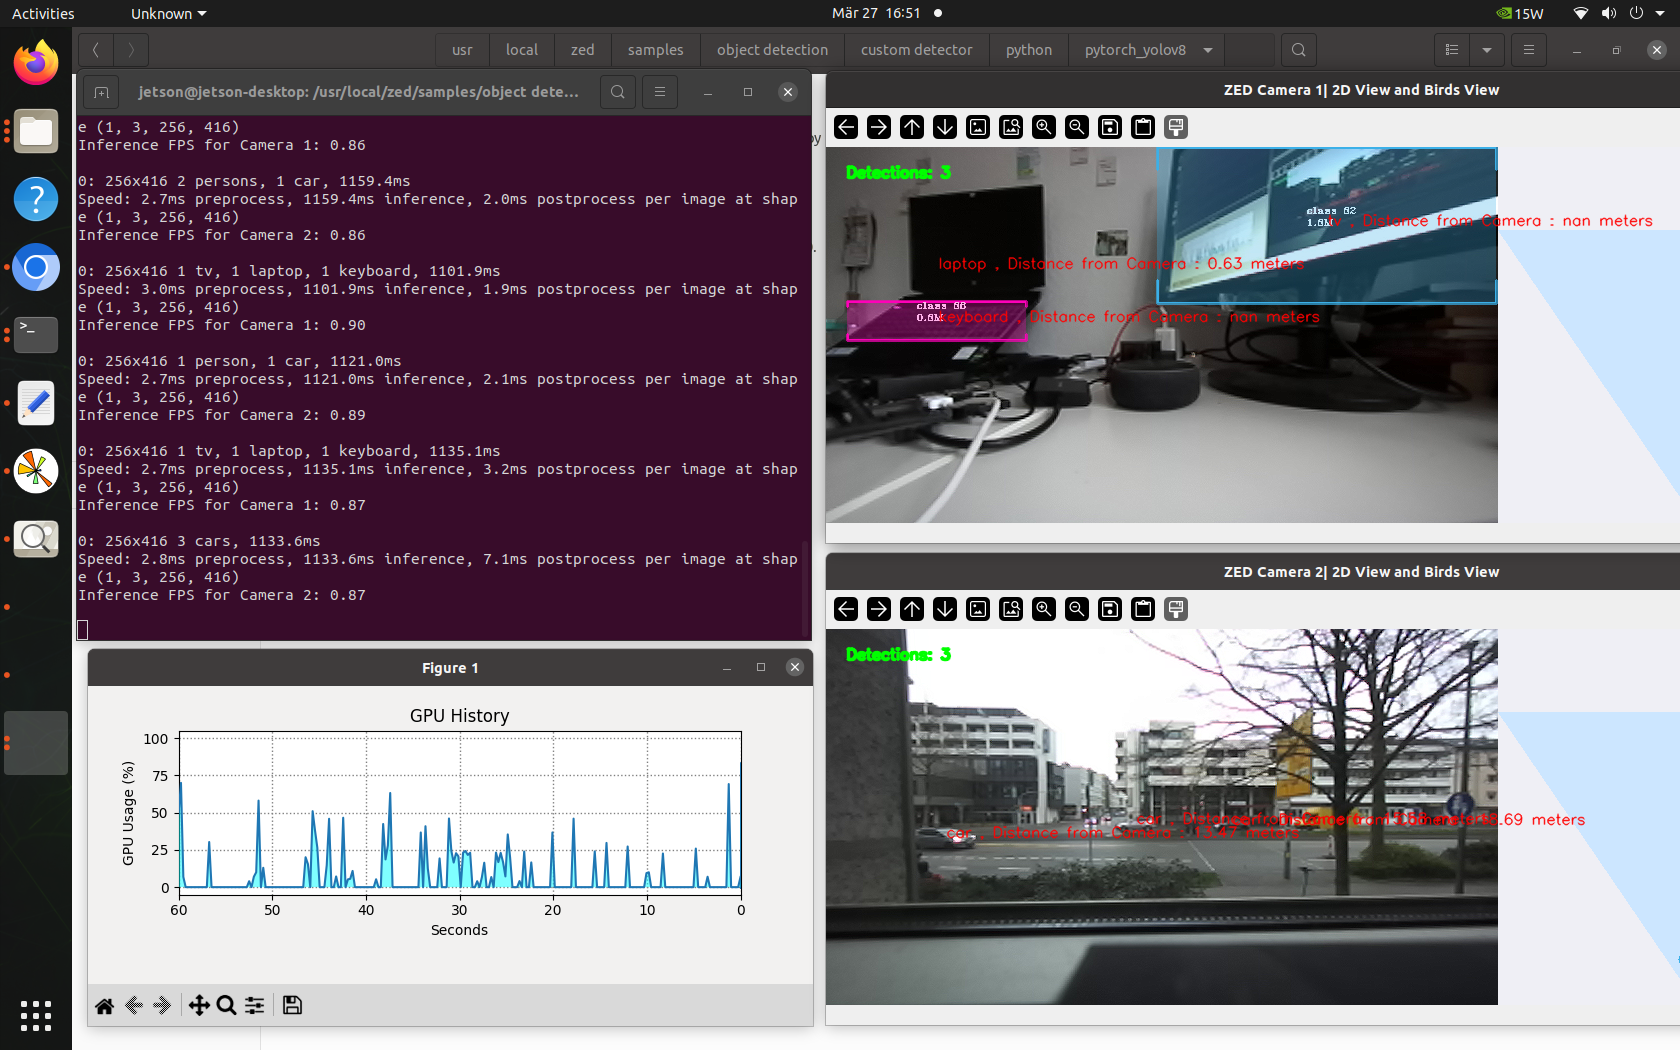 Activities
Unknown
Mär 27 16:51
15W
usr
local
zed
samples
object detection
custom detector
python
pytorch_yolov8
jetson@jetson-desktop: /usr/local/zed/samples/object dete...
e (1, 3, 256, 416)
Inference FPS for Camera 1: 0.86
0: 256x416 2 persons, 1 car, 1159.4ms
Speed: 2.7ms preprocess, 1159.4ms inference, 2.0ms postprocess per image at shap
e (1, 3, 256, 416)
Inference FPS for Camera 2: 0.86
0: 256x416 1 tv, 1 laptop, 1 keyboard, 1101.9ms
Speed: 3.0ms preprocess, 1101.9ms inference, 1.9ms postprocess per image at shap
e (1, 3, 256, 416)
Inference FPS for Camera 1: 0.90
0: 256x416 1 person, 1 car, 1121.0ms
Speed: 2.7ms preprocess, 1121.0ms inference, 2.1ms postprocess per image at shap
e (1, 3, 256, 416)
Inference FPS for Camera 2: 0.89
0: 256x416 1 tv, 1 laptop, 1 keyboard, 1135.1ms
Speed: 2.7ms preprocess, 1135.1ms inference, 3.2ms postprocess per image at shap
e (1, 3, 256, 416)
Inference FPS for Camera 1: 0.87
0: 256x416 3 cars, 1133.6ms
Speed: 2.8ms preprocess, 1133.6ms inference, 7.1ms postprocess per image at shap
e (1, 3, 256, 416)
Inference FPS for Camera 2: 0.87
Figure 1
GPU History
100
75
50
25
0
GPU Usage (%)
60 50 40 30 20 10 0
Seconds
ZED Camera 1| 2D View and Birds View
Detections: 3
class 62
, Distance from Camera : nan meters
laptop , Distance from Camera : 0.63 meters
class 66
keyboard , Distance from Camera : nan meters
ZED Camera 2| 2D View and Birds View
Detections: 3
car , Distance
8.69 meters
car , Distance from Camera : 13.47 meters